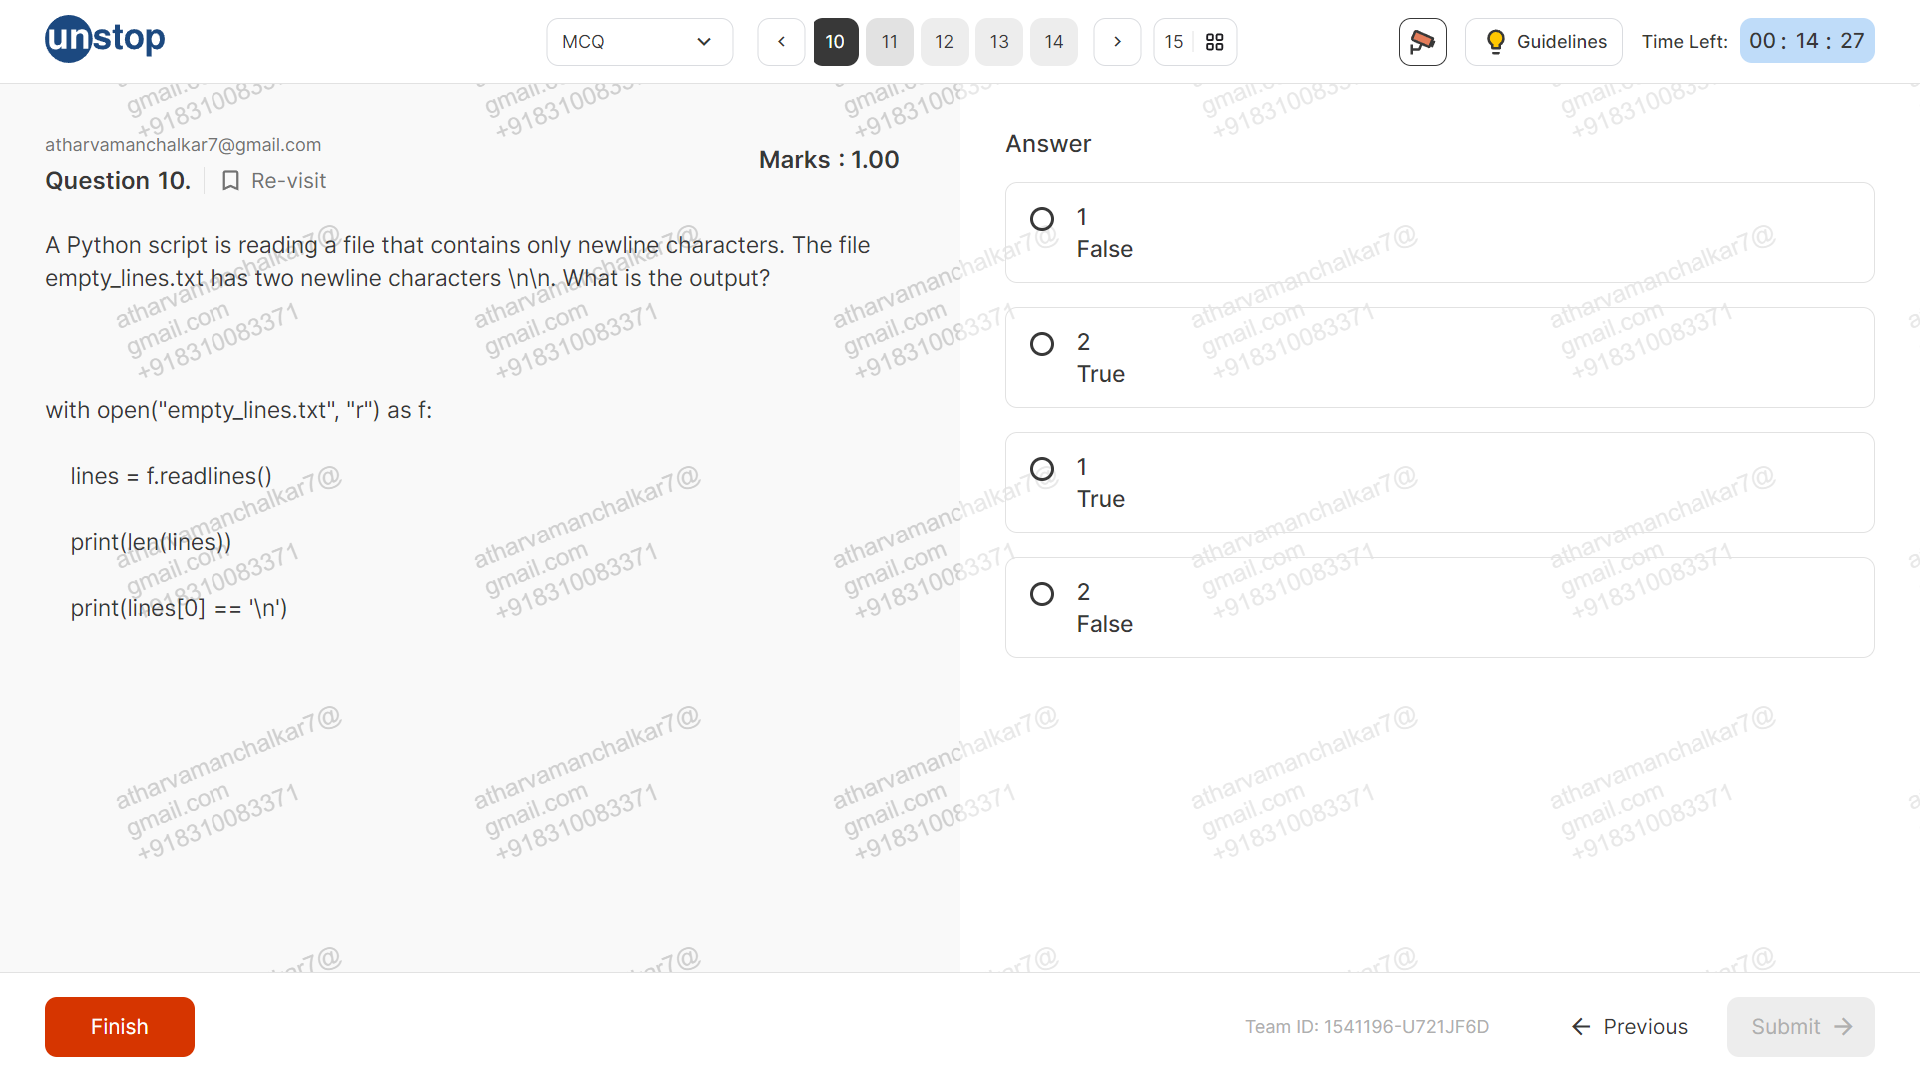 unstop
MCQ
10
11
12
13
14
15
Guidelines
Time Left:
00 : 14 : 27
atharvamanchalkar7@gmail.com
Question 10.
Re-visit
Marks : 1.00
A Python script is reading a file that contains only newline characters. The file
empty_lines.txt has two newline characters \n\n. What is the output?
with open("empty_lines.txt", "r") as f:
lines = f.readlines()
print(len(lines))
print(lines[0] == '\n')
Answer
1
False
2
True
1
True
2
False
atharvamanchalkar7@
gmail.com
+918310083371
Finish
Team ID: 1541196-U721JF6D
Previous
Submit